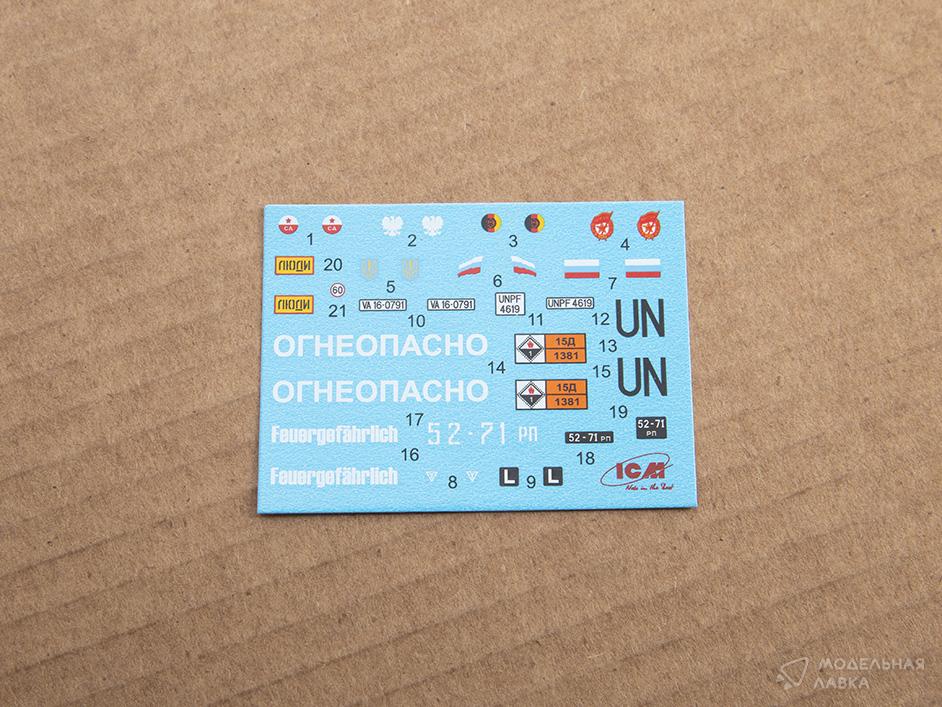 СА СА
1 2 3 4
ЛЮДИ 20
5 6 7
60
ЛЮДИ 21
VA 16-0791 VA 16-0791
10
UNPF
4619
11
UNPF 4619
12
UN
13
ОГНЕОПАСНО
14
1
15Д
1381
15
UN
ОГНЕОПАСНО
1
15Д
1381
19
17
Feuergefährlich
52-71 РП
52-71 РП
52-71
РП
16
18
Feuergefährlich
8
L 9 L
ICM
МОДЕЛЬНАЯ
ЛАВКА